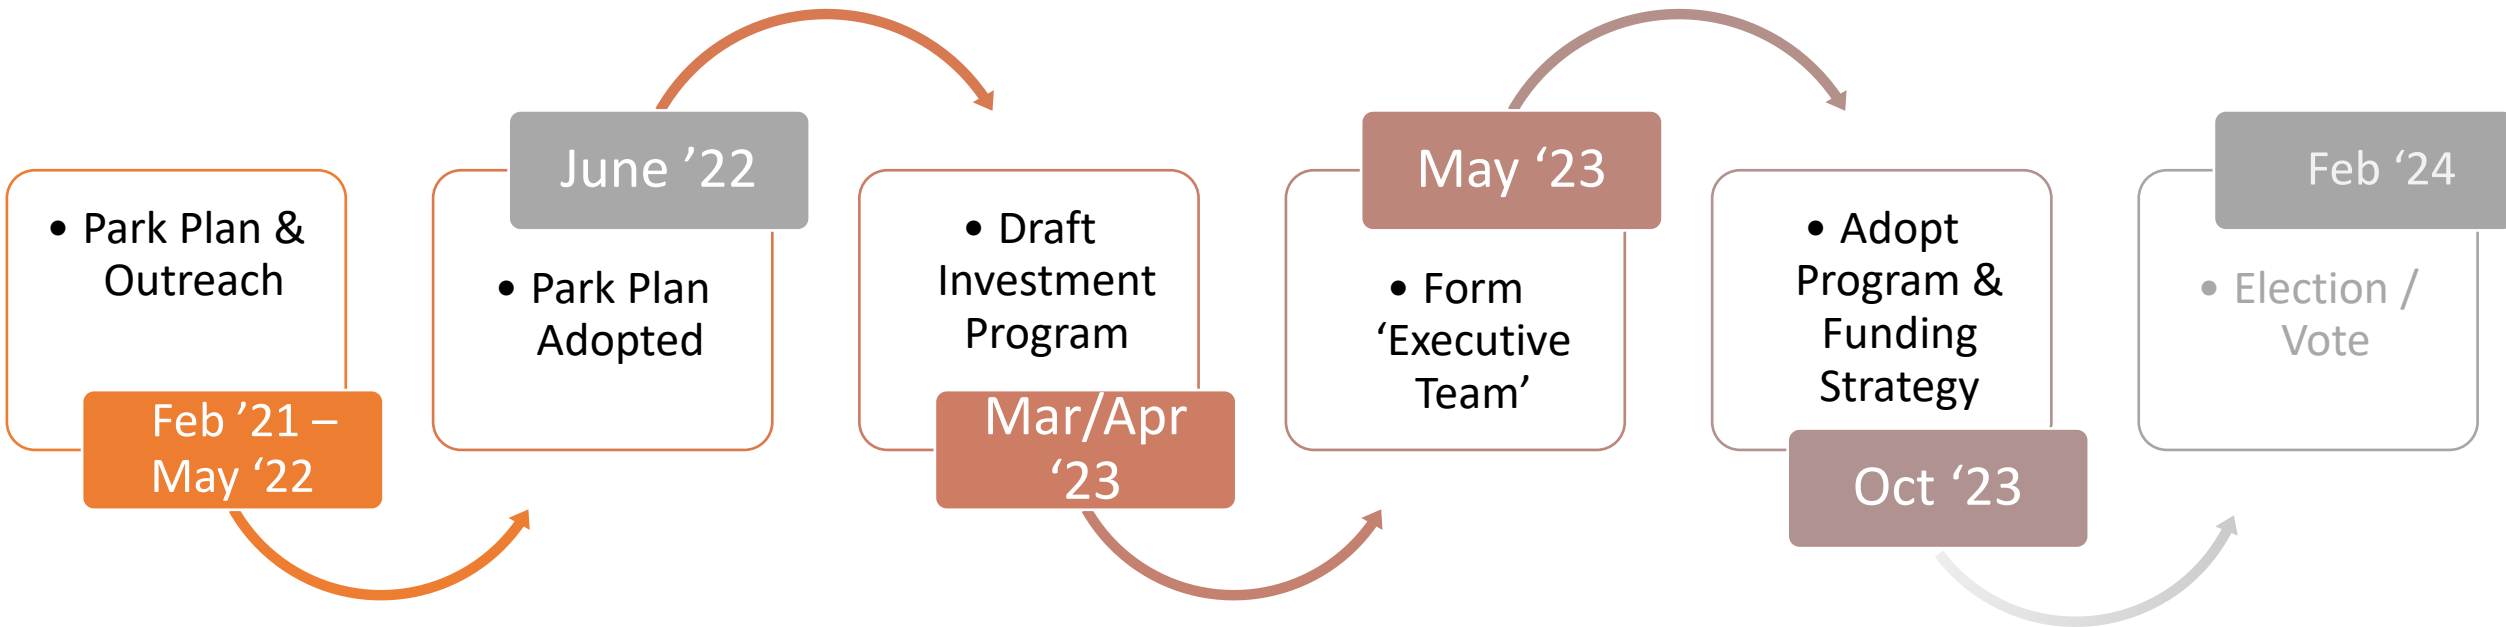 • Park Plan &
Outreach
Feb ’21 –
May ‘22
June ’22
• Park Plan
Adopted
• Draft
Investment
Program
Mar/Apr
‘23
May ‘23
• Form
‘Executive
Team’
• Adopt
Program &
Funding
Strategy
Oct ‘23
Feb ‘24
• Election /
Vote